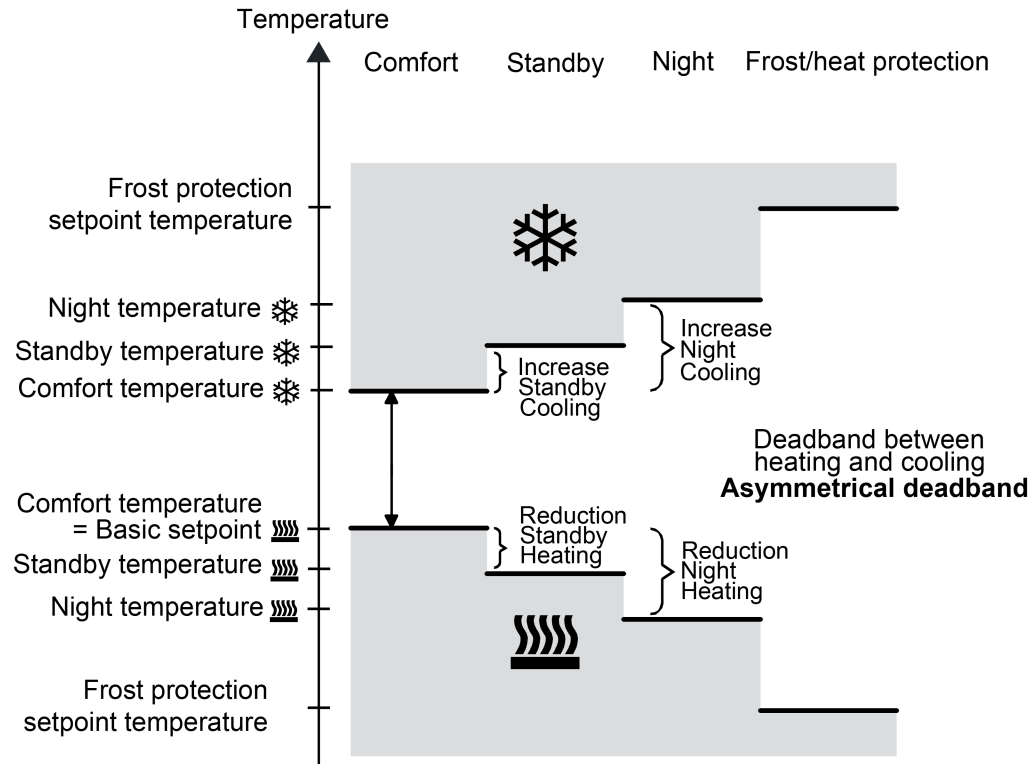 Temperature
Comfort
Standby
Night
Frost/heat protection
Frost protection
setpoint temperature
Night temperature
Standby temperature
Comfort temperature
Increase
Standby
Cooling
Increase
Night
Cooling
Deadband between
heating and cooling
Asymmetrical deadband
Comfort temperature
= Basic setpoint
Standby temperature
Night temperature
Reduction
Standby
Heating
Reduction
Night
Heating
Frost protection
setpoint temperature